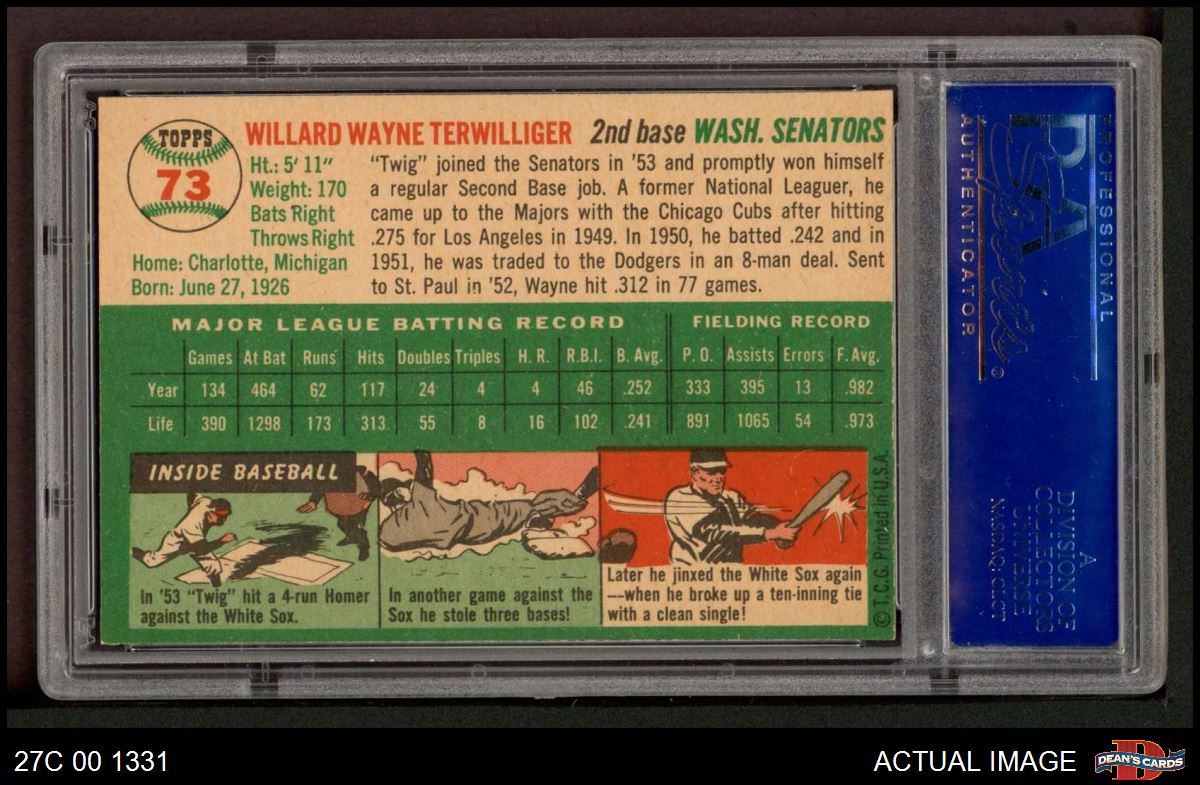 TOPPS
73
WILLARD WAYNE TERWILLIGER 2nd base WASH. SENATORS
Ht.: 5' 11"
Weight: 170
Bats Right
Throws Right
Home: Charlotte, Michigan
Born: June 27, 1926
"Twig" joined the Senators in '53 and promptly won himself
a regular Second Base job. A former National Leaguer, he
came up to the Majors with the Chicago Cubs after hitting
.275 for Los Angeles in 1949. In 1950, he batted .242 and in
1951, he was traded to the Dodgers in an 8-man deal. Sent
to St. Paul in '52, Wayne hit .312 in 77 games.
MAJOR LEAGUE BATTING RECORD FIELDING RECORD
Games At Bat Runs Hits Doubles Triples H. R. R.B.I. B. Avg. P. O. Assists Errors F. Avg.
Year 134 464 62 117 24 4 4 46 .252 333 395 13 .982
Life 390 1298 173 313 55 8 16 102 .241 891 1065 54 .973
INSIDE BASEBALL
In '53 "Twig" hit a 4-run Homer
against the White Sox.
In another game against the
Sox he stole three bases!
Later he jinxed the White Sox again
—when he broke up a ten-inning tie
with a clean single!
© T.C.G. Printed in U.S.A.
PROFESSIONAL
PSA
AUTHENTICATOR
®
A
DIVISION OF
COLLECTORS
UNIVERSE
NASDAQ: CLCT
27C 00 1331
ACTUAL IMAGE
D
DEAN'S CARDS